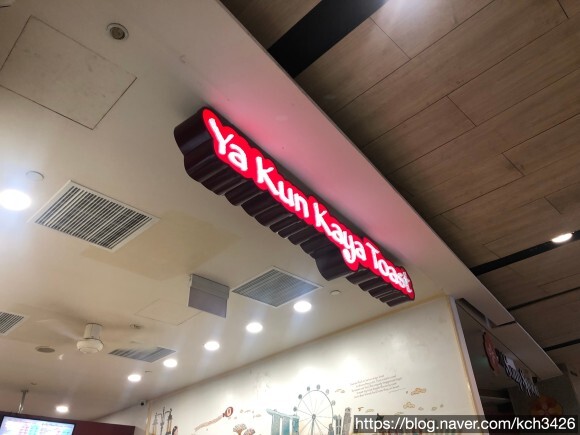 Ya Kun Kaya Toast
https://blog.naver.com/kch3426